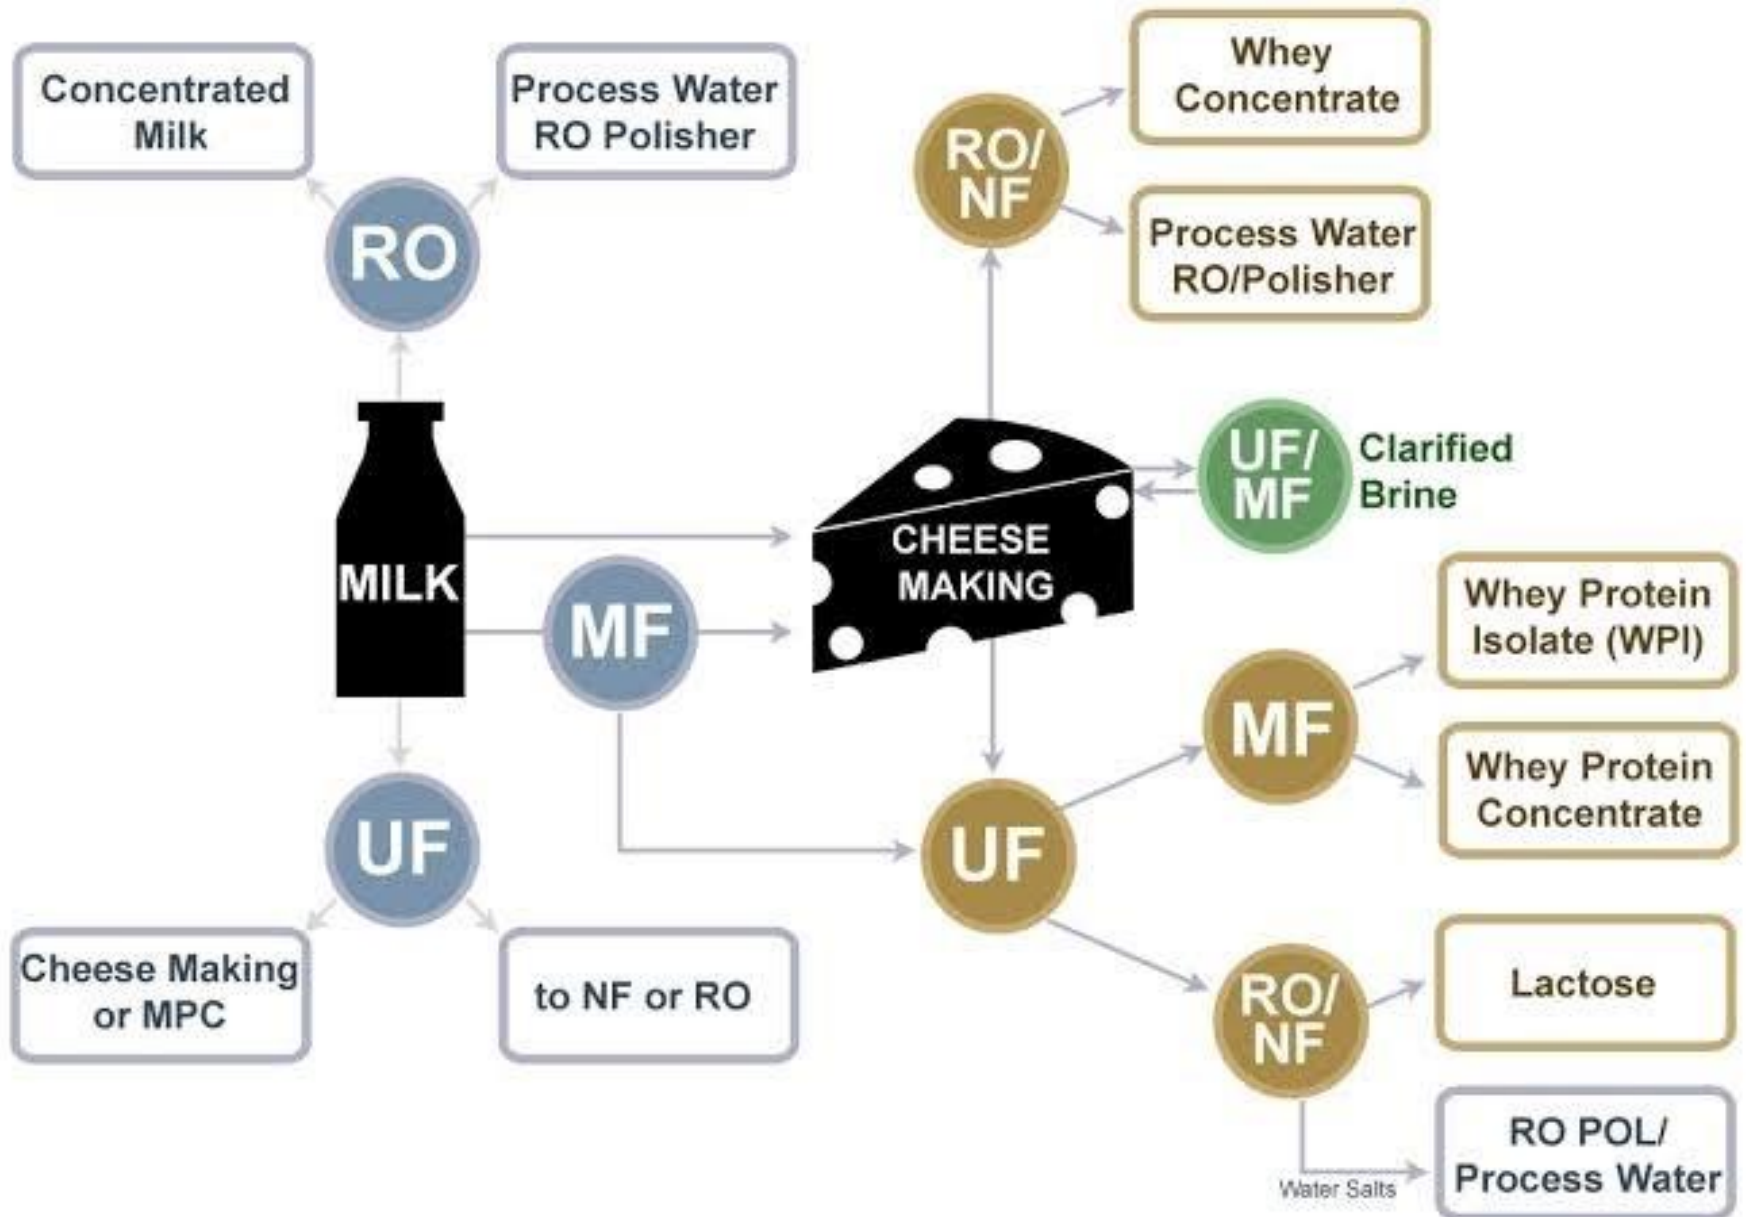 Concentrated
Milk
Process Water
RO Polisher
RO
MILK
MF
UF
Cheese Making
or MPC
to NF or RO
CHEESE
MAKING
RO/
NF
Whey
Concentrate
Process Water
RO/Polisher
UF/
MF
Clarified
Brine
UF
MF
Whey Protein
Isolate (WPI)
Whey Protein
Concentrate
RO/
NF
Lactose
Water Salts
RO POL/
Process Water